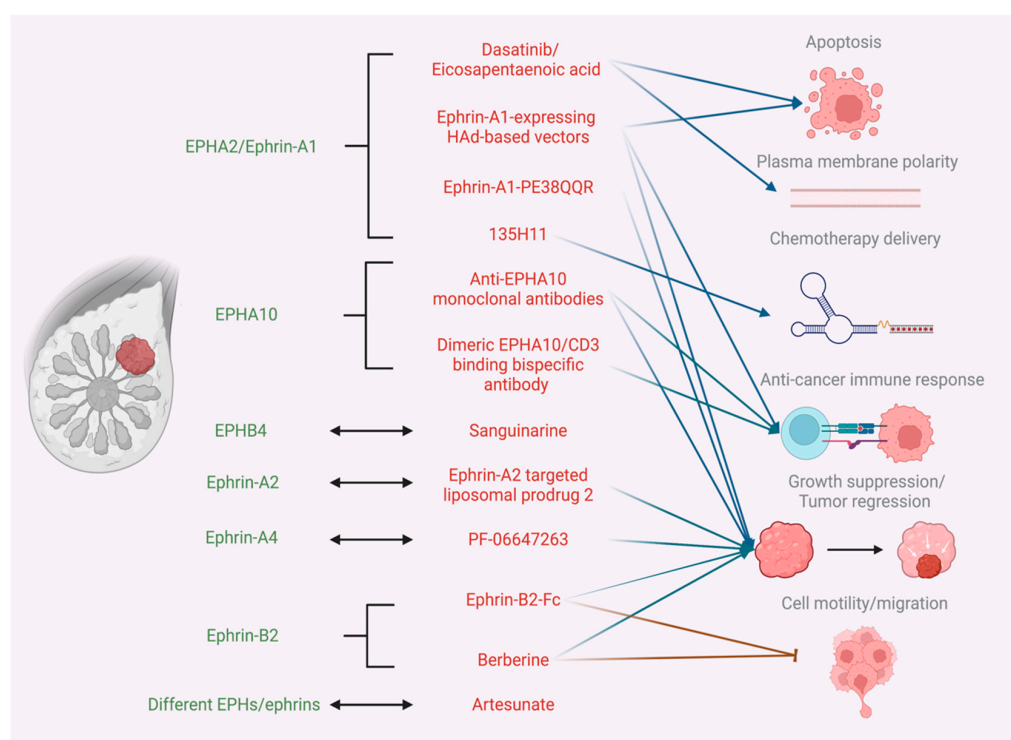 EPHA2/Ephrin-A1
EPHA10
EPHB4
Ephrin-A2
Ephrin-A4
Ephrin-B2
Different EPHs/ephrins
Dasatinib/
Eicosapentaenoic acid
Ephrin-A1-expressing
HAd-based vectors
Ephrin-A1-PE38QQR
135H11
Anti-EPHA10
monoclonal antibodies
Dimeric EPHA10/CD3
binding bispecific
antibody
Sanguinarine
Ephrin-A2 targeted
liposomal prodrug 2
PF-06647263
Ephrin-B2-Fc
Berberine
Artesunate
Apoptosis
Plasma membrane polarity
Chemotherapy delivery
Anti-cancer immune response
Growth suppression/
Tumor regression
Cell motility/migration